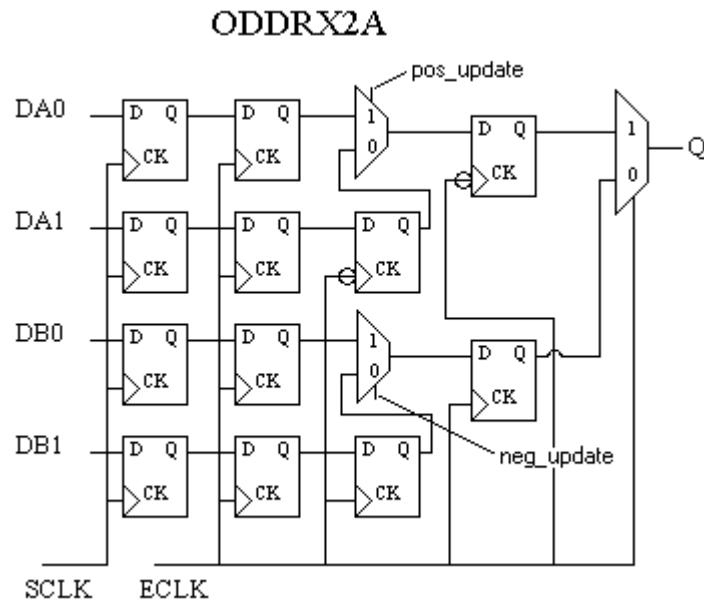 ODDRX2A
pos_update
DA0
D Q
CK
D Q
CK
1
0
D Q
CK
1
0
Q
DA1
D Q
CK
D Q
CK
D Q
CK
DB0
D Q
CK
D Q
CK
1
0
D Q
CK
neg_update
DB1
D Q
CK
D Q
CK
D Q
CK
SCLK
ECLK